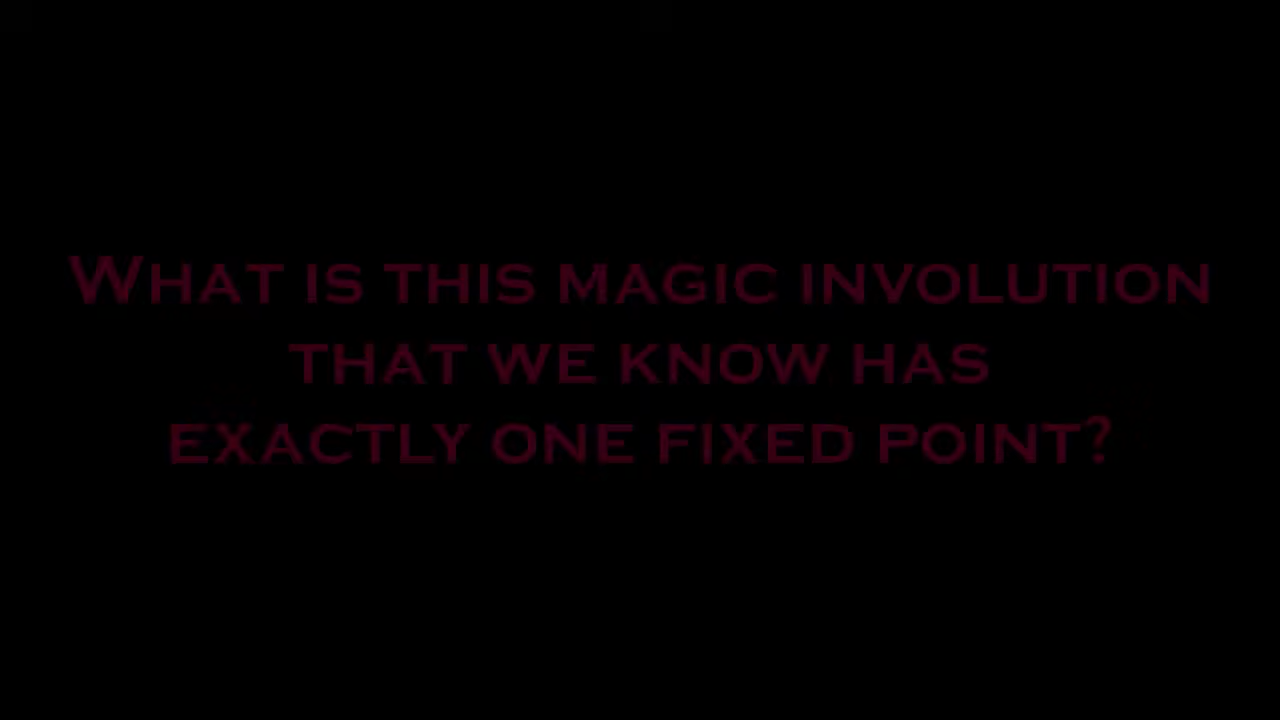 What is this magic involution
that we know has
exactly one fixed point?